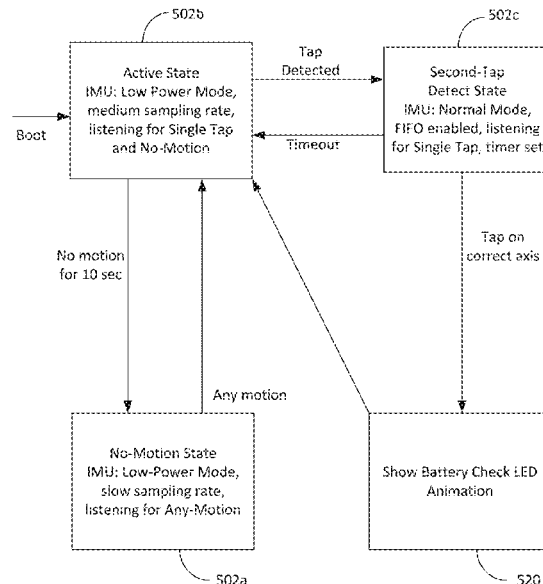 502b
502c
Active State
IMU: Low Power Mode,
medium sampling rate,
listening for Single Tap
and No-Motion
Tap
Detected
Second-Tap
Detect State
IMU: Normal Mode,
FIFO enabled, listening
for Single Tap, timer set
Boot
Timeout
No motion
for 10 sec
Tap on
correct axis
Any motion
No-Motion State
IMU: Low-Power Mode,
slow sampling rate,
listening for Any-Motion
Show Battery Check LED
Animation
502a
520